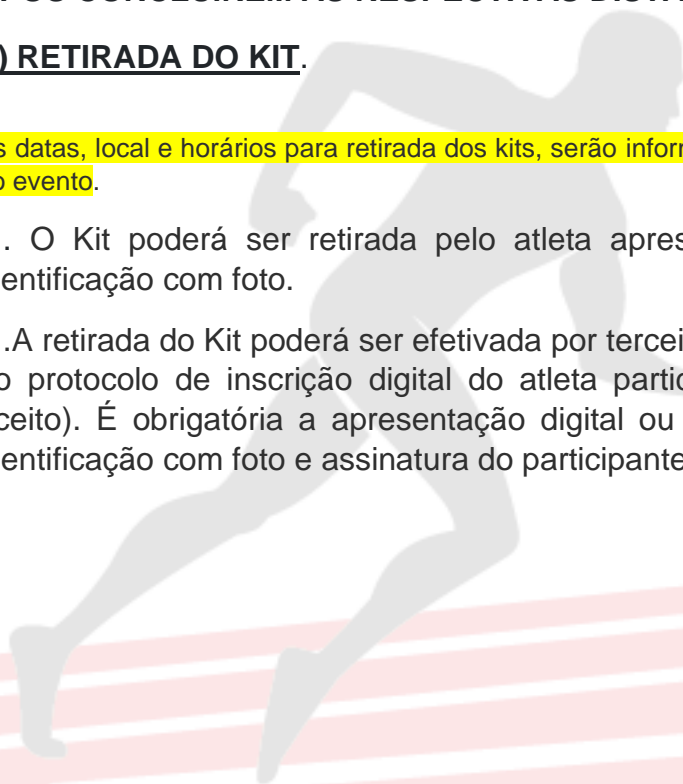 ) RETIRADA DO KIT.
s datas, local e horários para retirada dos kits, serão infor
o evento.
. O Kit poderá ser retirada pelo atleta apres
entificação com foto.
.A retirada do Kit poderá ser efetivada por tercei
o protocolo de inscrição digital do atleta partic
ceito). É obrigatória a apresentação digital ou
entificação com foto e assinatura do participante